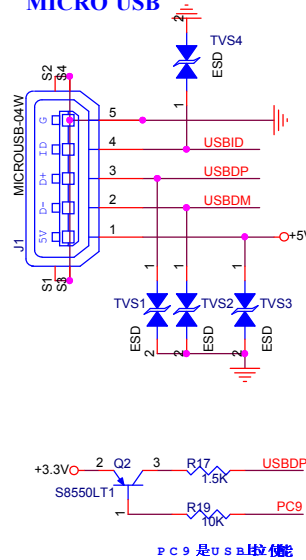 MICRO USB
2
TVS4
ESD
1
S2
S4
MICROUSB-04W
J1
G
ID
D+
D-
5V
5
4
3
2
1
USBID
USBDP
USBDM
+5V
S1
S3
1
1
1
TVS1
TVS2
TVS3
ESD
ESD
ESD
2
2
2
+3.3V
2
Q2
3
R17
1.5K
USBDP
S8550LT1
1
R19
10K
PC9
PC9是USB
使能